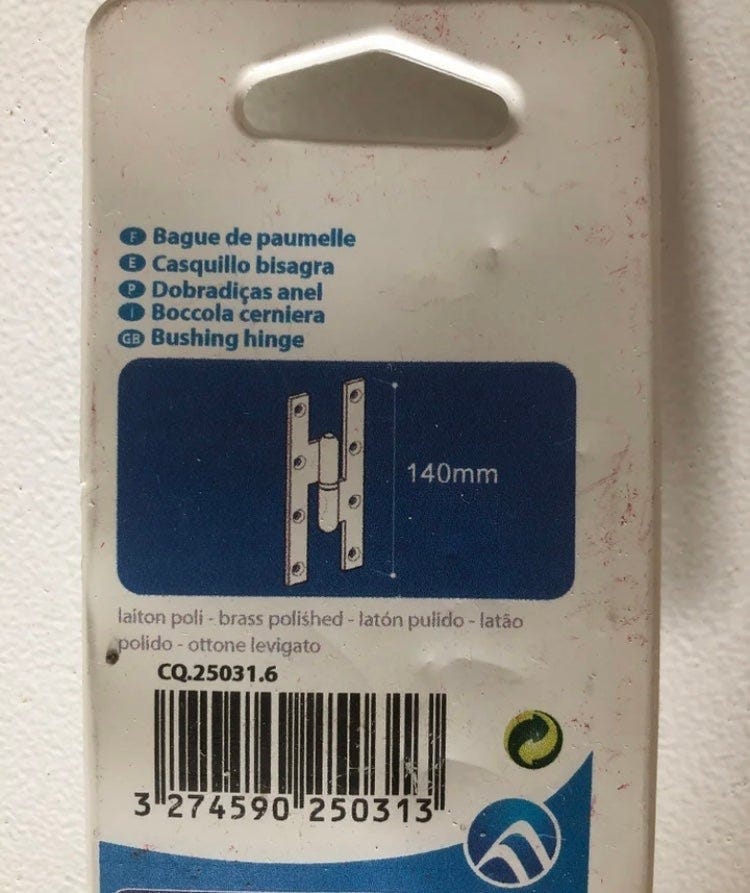 F Bague de paumelle
E Casquillo bisagra
P Dobradiças anel
I Boccola cerniera
GB Bushing hinge
140mm
laiton poli - brass polished - latón pulido - latão
polido - ottone levigato
CQ.25031.6
3 274590 250313